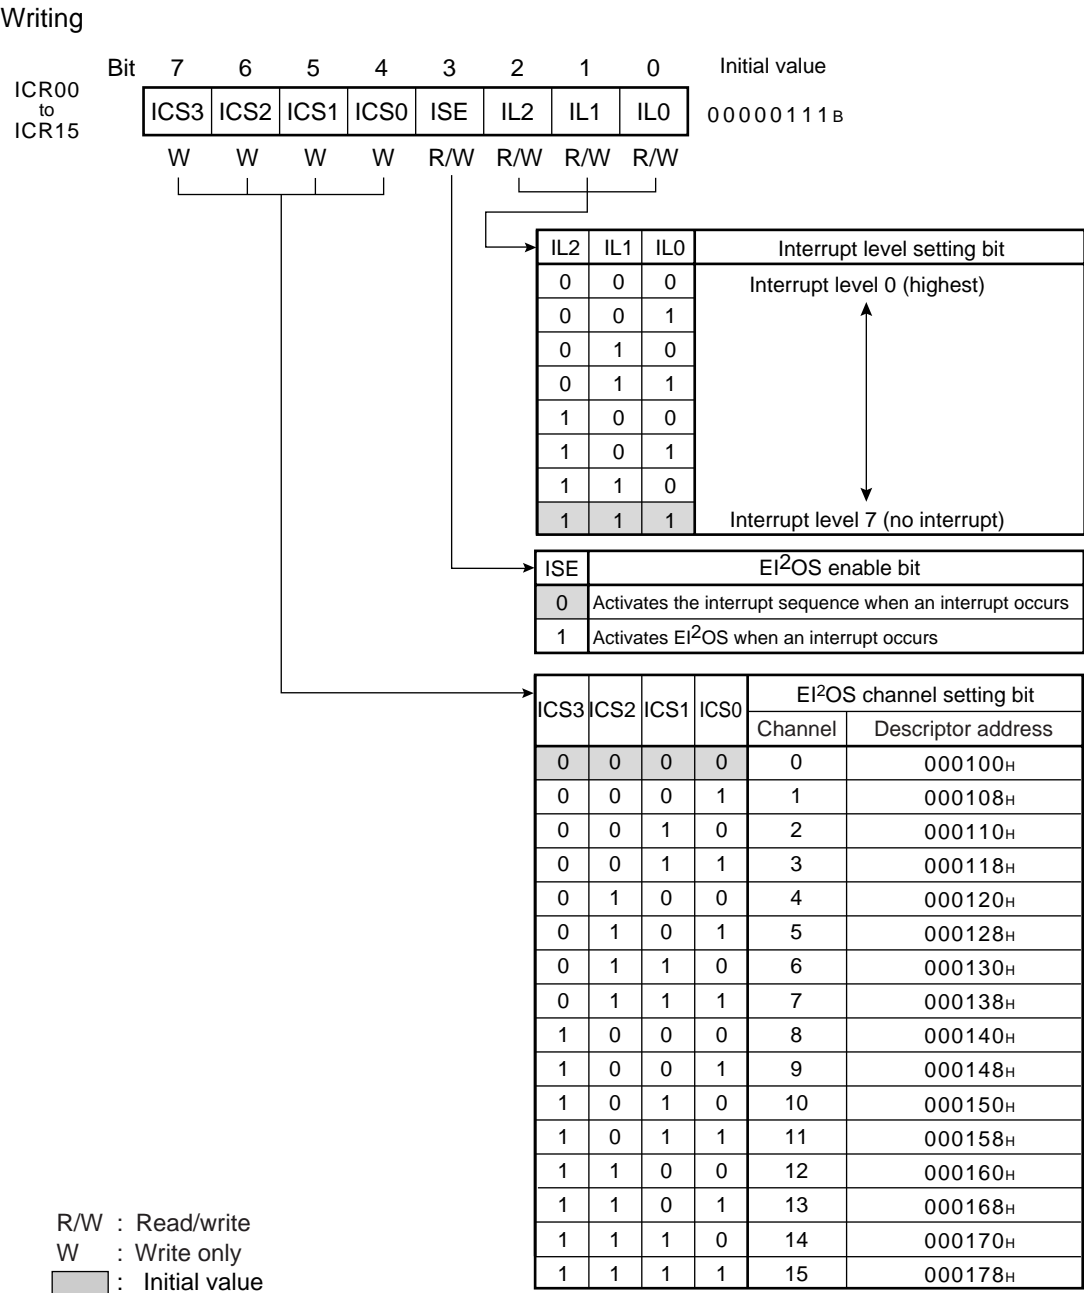 Writing
Bit 7 6 5 4 3 2 1 0 Initial value
ICR00
to
ICR15
ICS3 ICS2 ICS1 ICS0 ISE IL2 IL1 IL0 00000111B
W W W W R/W R/W R/W R/W
IL2 IL1 IL0 Interrupt level setting bit
0 0 0 Interrupt level 0 (highest)
0 0 1
0 1 0
0 1 1
1 0 0
1 0 1
1 1 0
1 1 1 Interrupt level 7 (no interrupt)
ISE EI2OS enable bit
0 Activates the interrupt sequence when an interrupt occurs
1 Activates EI2OS when an interrupt occurs
ICS3 ICS2 ICS1 ICS0 EI2OS channel setting bit
Channel Descriptor address
0 0 0 0 0 000100H
0 0 0 1 1 000108H
0 0 1 0 2 000110H
0 0 1 1 3 000118H
0 1 0 0 4 000120H
0 1 0 1 5 000128H
0 1 1 0 6 000130H
0 1 1 1 7 000138H
1 0 0 0 8 000140H
1 0 0 1 9 000148H
1 0 1 0 10 000150H
1 0 1 1 11 000158H
1 1 0 0 12 000160H
1 1 0 1 13 000168H
1 1 1 0 14 000170H
1 1 1 1 15 000178H
R/W : Read/write
W : Write only
: Initial value